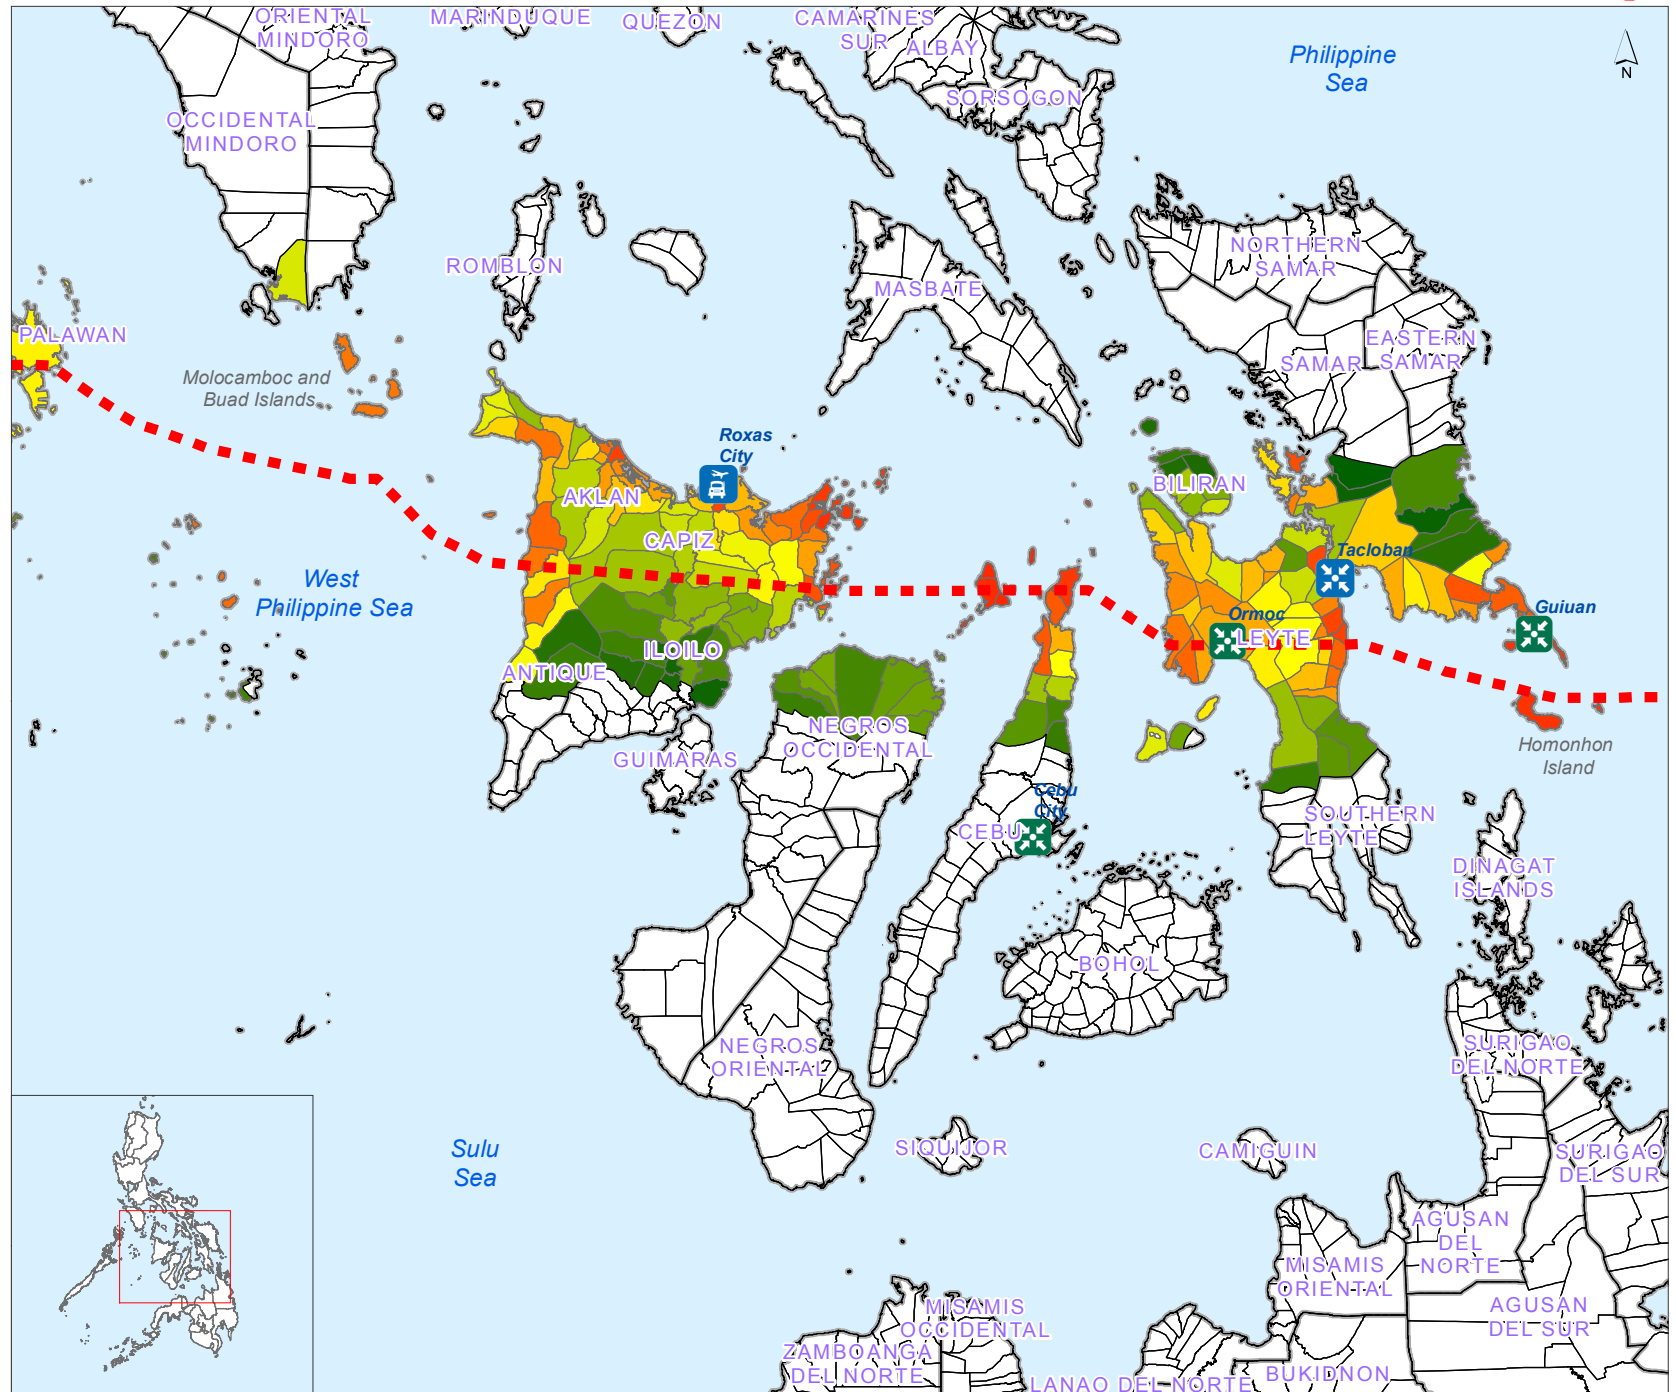 ORIENTAL
MINDORO
MARINDUQUE
QUEZON
CAMARINES
SUR
ALBAY
SORSOGON
Philippine
Sea
N
OCCIDENTAL
MINDORO
ROMBLON
MASBATE
NORTHERN
SAMAR
SAMAR
EASTERN
SAMAR
PALAWAN
Molocamboc and
Buad Islands
Roxas
City
AKLAN
CAPIZ
BILIRAN
Tacloban
West
Philippine Sea
Ormoc
LEYTE
Guiuan
ILOILO
ANTIQUE
NEGROS
OCCIDENTAL
GUIMARAS
Homonhon
Island
Cebu
City
CEBU
SOUTHERN
LEYTE
DINAGAT
ISLANDS
BOHOL
NEGROS
ORIENTAL
SURIGAO
DEL NORTE
Sulu
Sea
SIQUIJOR
CAMIGUIN
SURIGAO
DEL SUR
AGUSAN
DEL
NORTE
MISAMIS
ORIENTAL
MISAMIS
OCCIDENTAL
AGUSAN
DEL SUR
ZAMBOANGA
DEL NORTE
LANAO DEL NORTE
BUKIDNON